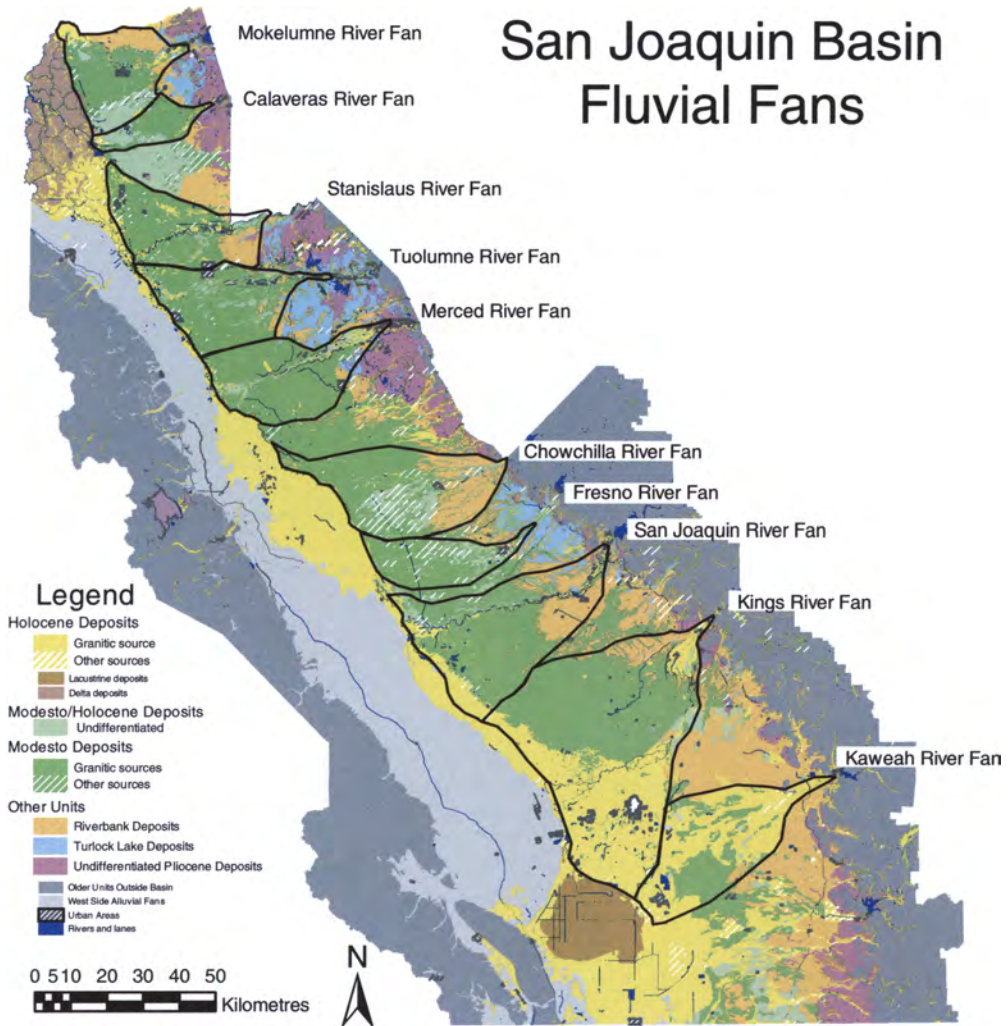 San Joaquin Basin
Fluvial Fans
Mokelumne River Fan
Calaveras River Fan
Stanislaus River Fan
Tuolumne River Fan
Merced River Fan
Chowchilla River Fan
Fresno River Fan
San Joaquin River Fan
Kings River Fan
Kaweah River Fan
Legend
Holocene Deposits
Granitic source
Other sources
Lacustrine deposits
Delta deposits
Modesto/Holocene Deposits
Undifferentiated
Modesto Deposits
Granitic sources
Other sources
Other Units
Riverbank Deposits
Turlock Lake Deposits
Undifferentiated Pliocene Deposits
Older Units Outside Basin
West Side Alluvial Fans
Urban Areas
Rivers and lanes
0 5 10 20 30 40 50
Kilometres
N